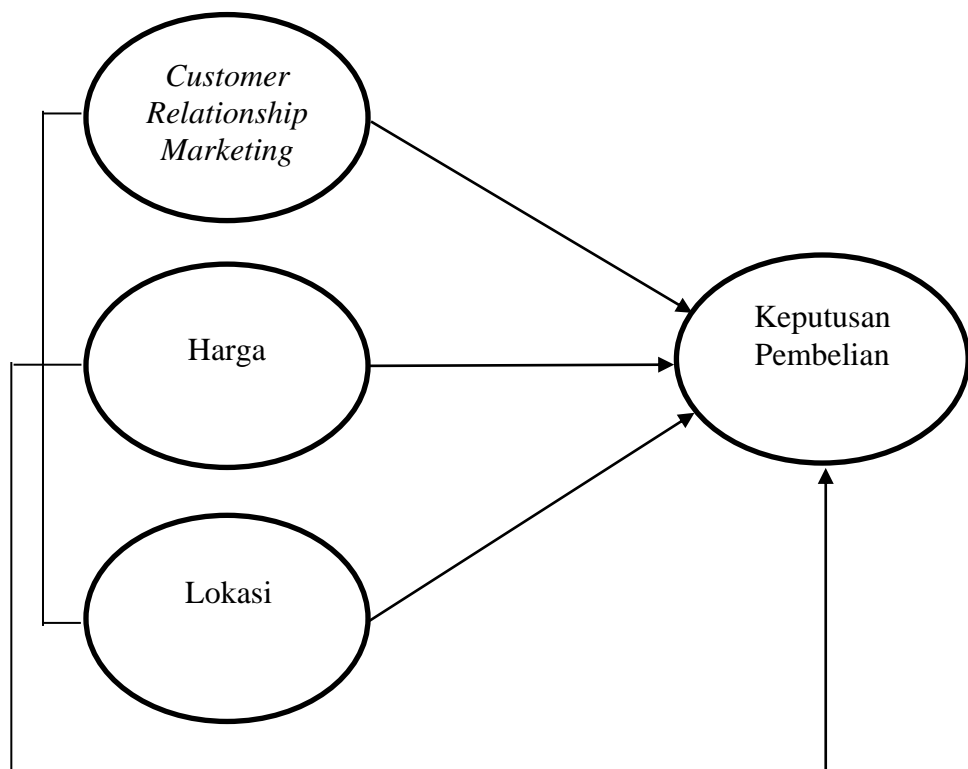 Customer
Relationship
Marketing
Harga
Lokasi
Keputusan
Pembelian